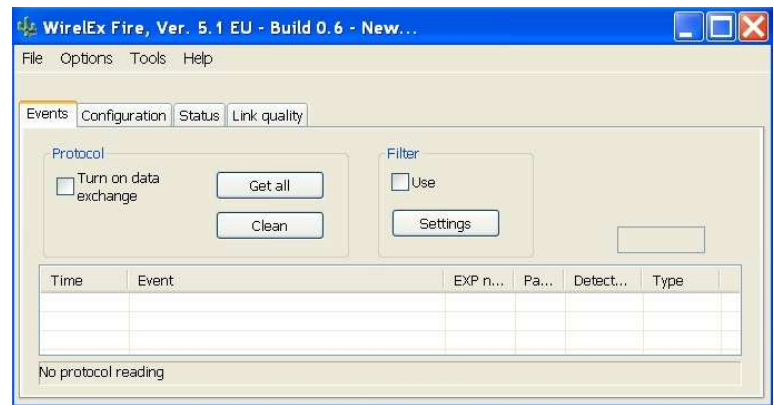 WirelEx Fire, Ver. 5.1 EU - Build 0.6 - New...
File Options Tools Help
Events Configuration Status Link quality
Protocol
Turn on data
exchange
Get all
Clean
Filter
Use
Settings
Time Event EXP n... Pa... Detect... Type
No protocol reading